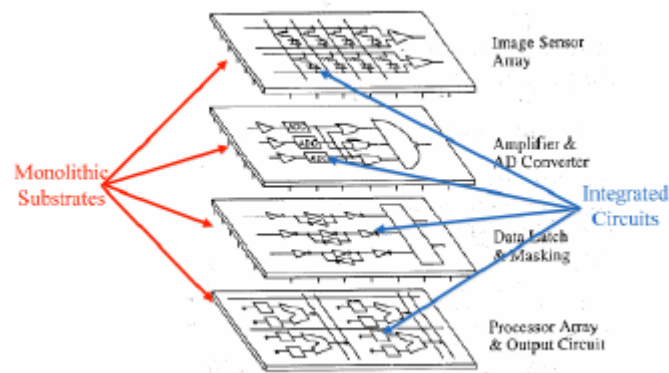 Image Sensor
Array
Amplifier &
AD Converter
Monolithic
Substrates
Integrated
Circuits
Data Latch
& Masking
Processor Array
& Output Circuit